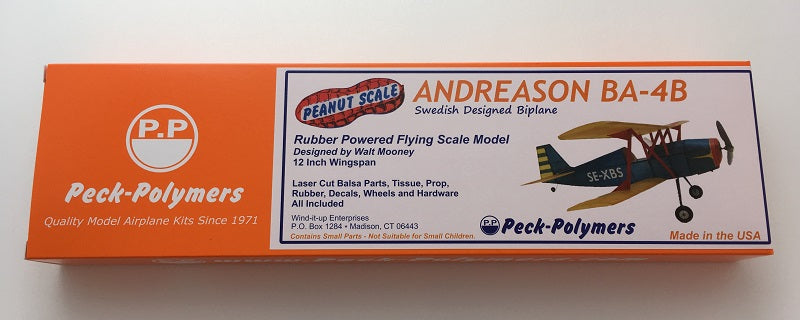 P.P
Peck-Polymers
Quality Model Airplane Kits Since 1971
PEANUT SCALE
ANDREASON BA-4B
Swedish Designed Biplane
Rubber Powered Flying Scale Model
Designed by Walt Mooney
12 Inch Wingspan
Laser Cut Balsa Parts, Tissue, Prop,
Rubber, Decals, Wheels and Hardware
All Included
Wind-it-up Enterprises
P.O. Box 1284 • Madison, CT 06443
Contains Small Parts - Not Suitable for Small Children.
SE-XBS
P.P
Peck-Polymers
Made in the USA